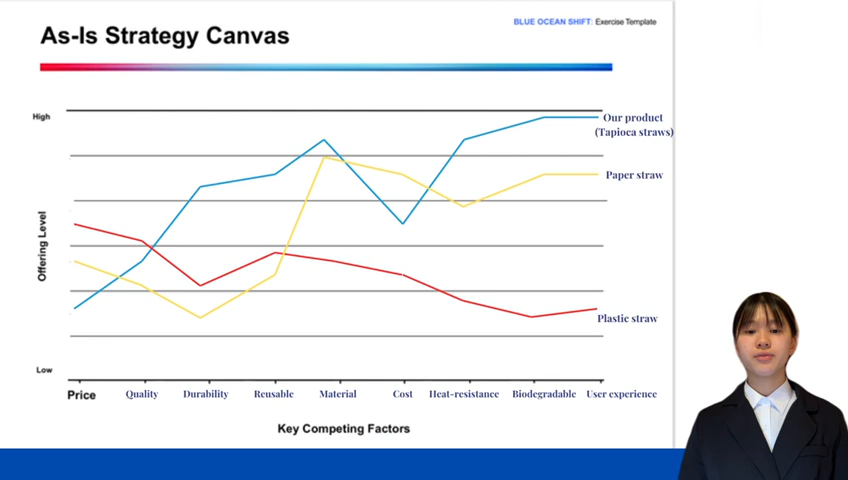 BLUE OCEAN SHIFT: Exercise Template
As-Is Strategy Canvas
High
Our product
(Tapioca straws)
Paper straw
Offering Level
Plastic straw
Low
Price Quality Durability Reusable Material Cost Heat-resistance Biodegradable User experience
Key Competing Factors